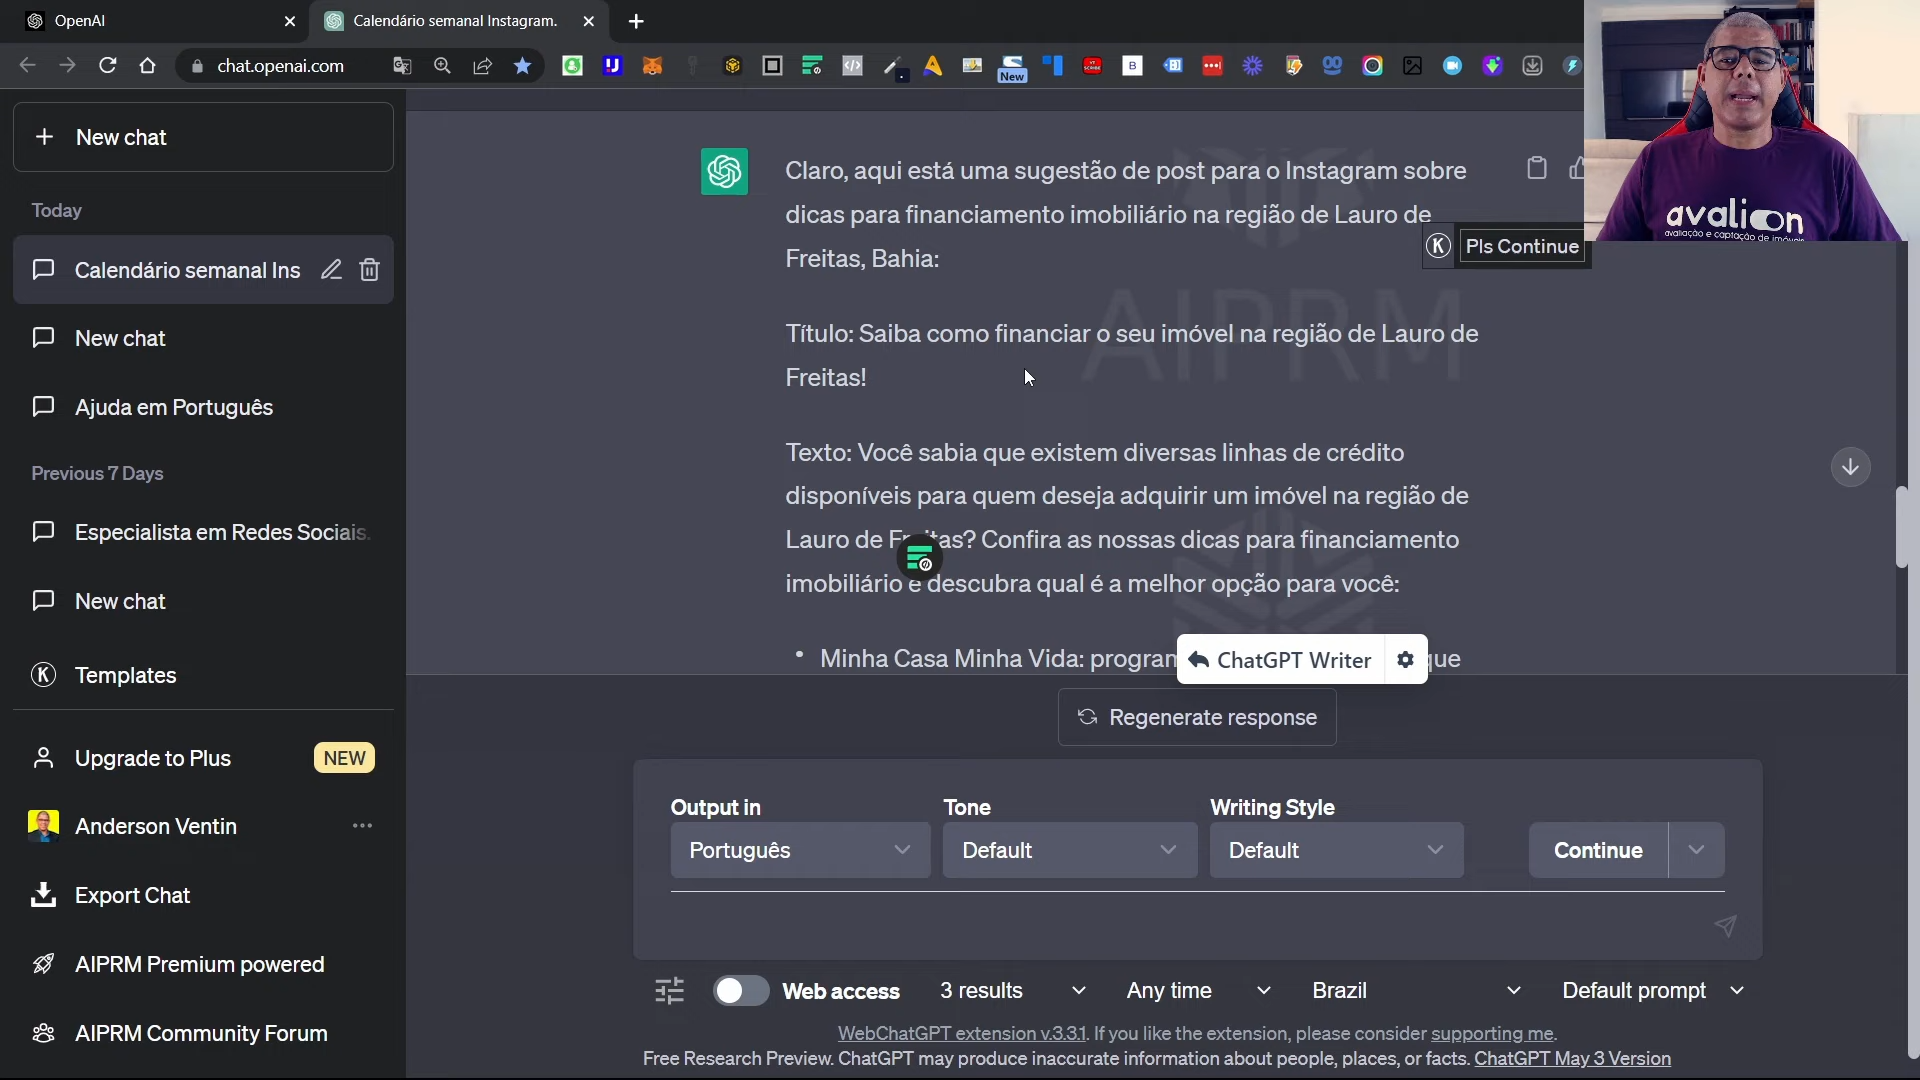 OpenAI
Calendário semanal Instagram.
chat.openai.com
New
New chat
Today
Calendário semanal Ins
New chat
Ajuda em Português
Previous 7 Days
Especialista em Redes Sociais.
New chat
Templates
Upgrade to Plus
NEW
Anderson Ventin
Export Chat
AIPRM Premium powered
AIPRM Community Forum
Claro, aqui está uma sugestão de post para o Instagram sobre
dicas para financiamento imobiliário na região de Lauro de
Freitas, Bahia:
K Pls Continue
AIPRM
Título: Saiba como financiar o seu imóvel na região de Lauro de
Freitas!
Texto: Você sabia que existem diversas linhas de crédito
disponíveis para quem deseja adquirir um imóvel na região de
Lauro de Freitas? Confira as nossas dicas para financiamento
imobiliário e descubra qual é a melhor opção para você:
• Minha Casa Minha Vida: program que
ChatGPT Writer
Regenerate response
Output in
Tone
Writing Style
Português
Default
Default
Continue
Web access
3 results
Any time
Brazil
Default prompt
WebChatGPT extension v.3.3.1. If you like the extension, please consider supporting me.
Free Research Preview. ChatGPT may produce inaccurate information about people, places, or facts. ChatGPT May 3 Version
avalion
avaliação e captação de imóveis